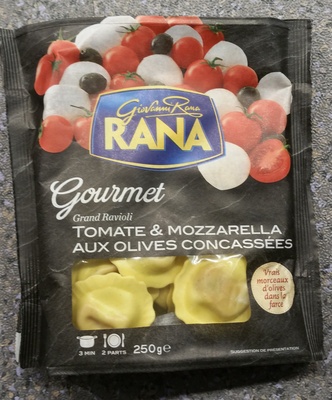 Giovanni Rana
RANA
Gourmet
Grand Ravioli
TOMATE & MOZZARELLA
AUX OLIVES CONCASSÉES
Vrais
morceaux
d'olives
dans la
farce
3 MIN
2 PARTS
250g℮
SUGGESTION DE PRÉSENTATION